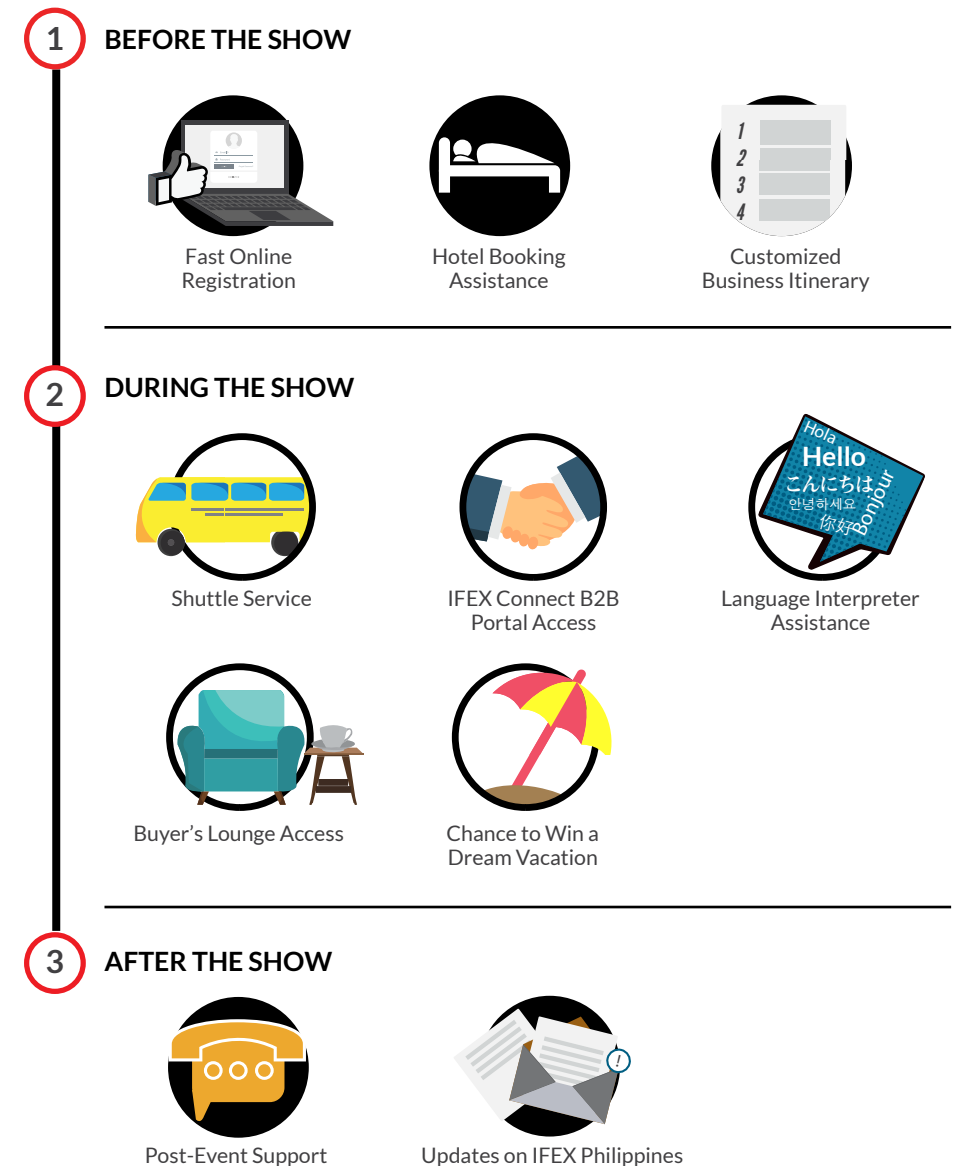 1
BEFORE THE SHOW
1
2
3
4
Fast Online
Registration
Hotel Booking
Assistance
Customized
Business Itinerary
2
DURING THE SHOW
Hola
Hello
こんにちは
안녕하세요
你好
Bonjour
Shuttle Service
IFEX Connect B2B
Portal Access
Language Interpreter
Assistance
Buyer’s Lounge Access
Chance to Win a
Dream Vacation
3
AFTER THE SHOW
!
Post-Event Support
Updates on IFEX Philippines